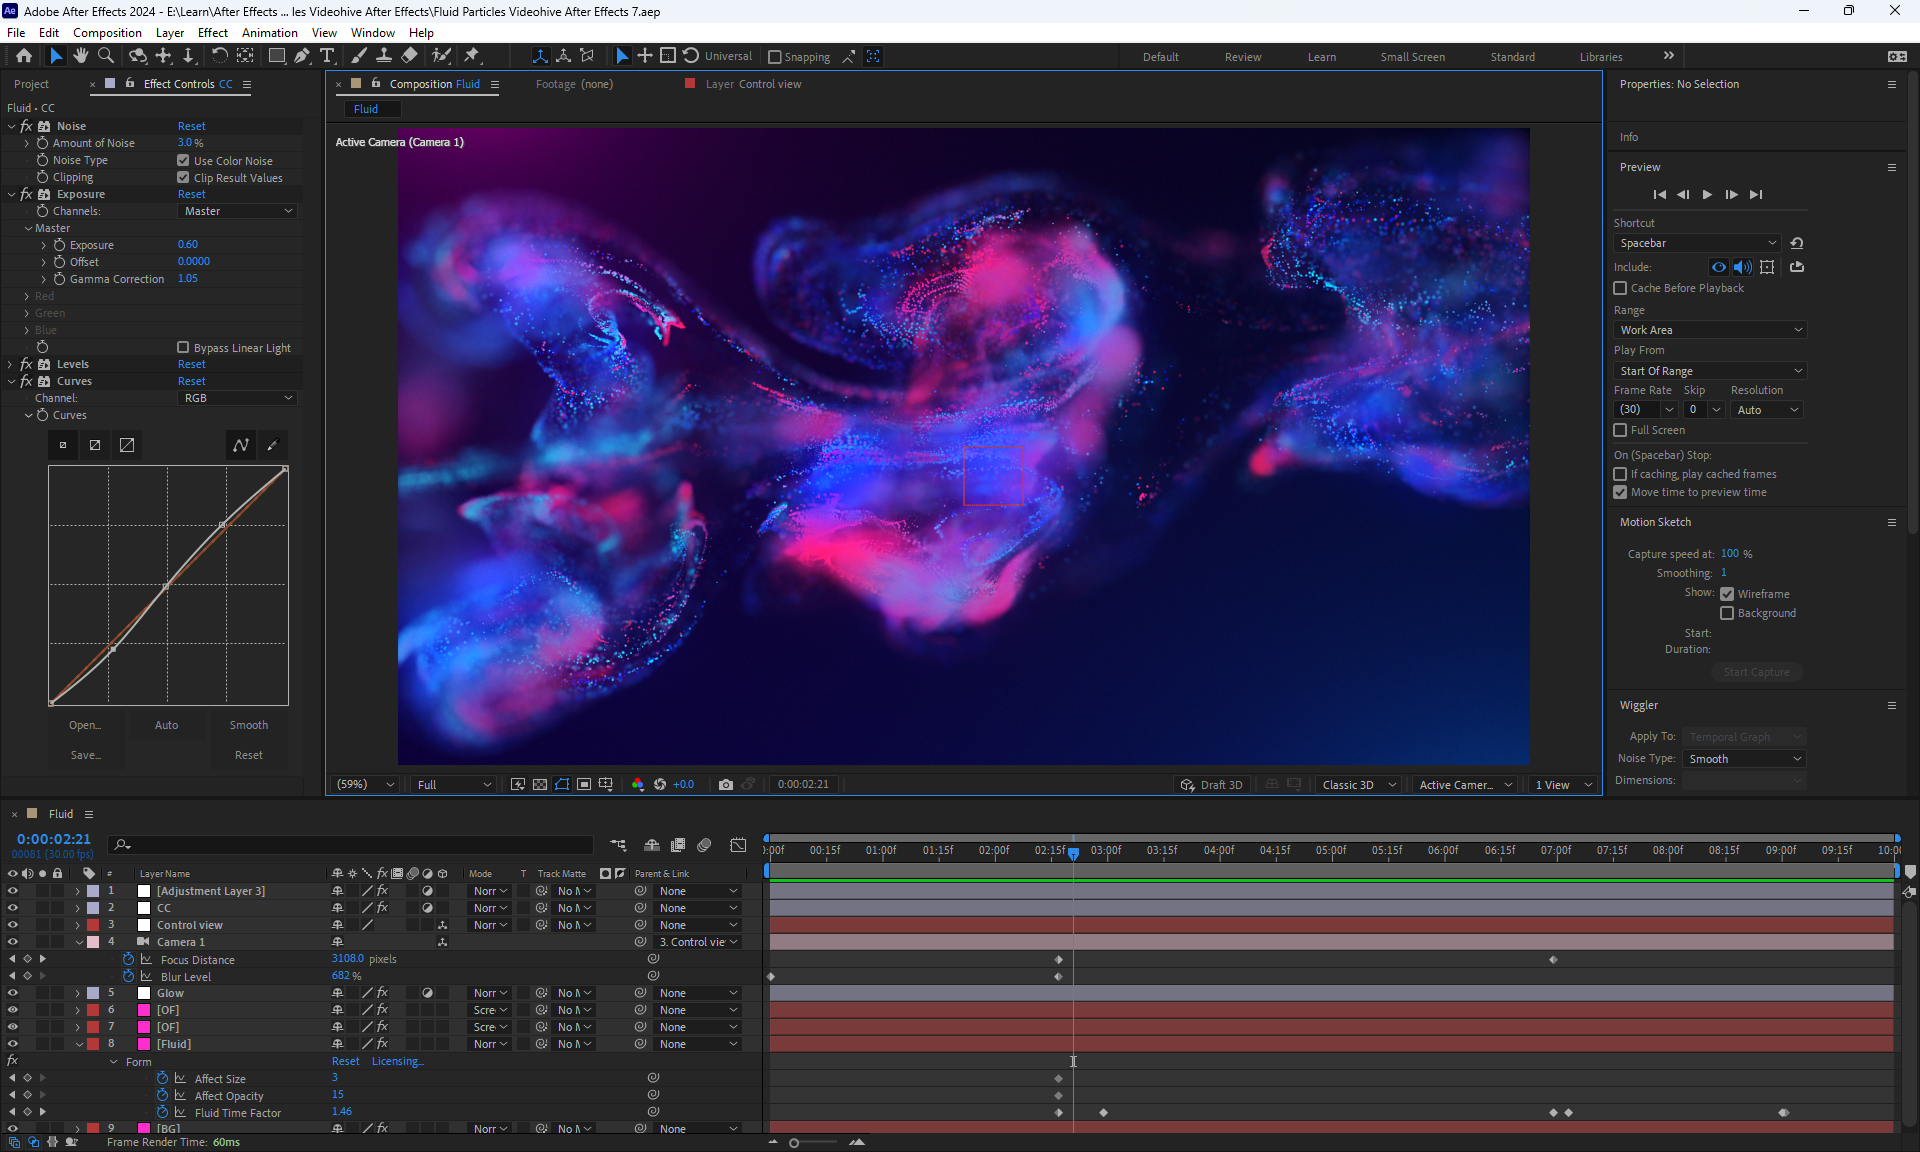 Adobe After Effects 2024 - E:\Learn\After Effects ... les Videohive After Effects\Fluid Particles Videohive After Effects 7.aep
File Edit Composition Layer Effect Animation View Window Help
Universal Snapping Default Review Learn Small Screen Standard Libraries
Project Effect Controls CC
Fluid • CC
fx Noise Reset
Amount of Noise 3.0 %
Noise Type Use Color Noise
Clipping Clip Result Values
fx Exposure Reset
Channels: Master
Master
Exposure 0.60
Offset 0.0000
Gamma Correction 1.05
Red
Green
Blue
Bypass Linear Light
fx Levels Reset
fx Curves Reset
Channel: RGB
Curves
Open... Auto Smooth
Save... Reset
Composition Fluid Footage (none) Layer Control view
Fluid
Active Camera (Camera 1)
(59%) Full +0.0 0:00:02:21 Draft 3D Classic 3D Active Camer... 1 View
Properties: No Selection
Info
Preview
Shortcut
Spacebar
Include:
Cache Before Playback
Range
Work Area
Play From
Start Of Range
Frame Rate Skip Resolution
(30) 0 Auto
Full Screen
On (Spacebar) Stop:
If caching, play cached frames
Move time to preview time
Motion Sketch
Capture speed at: 100 %
Smoothing: 1
Show: Wireframe
Background
Start:
Duration:
Start Capture
Wiggler
Apply To: Temporal Graph
Noise Type: Smooth
Dimensions:
Fluid
0:00:02:21
00081 (30.00 fps)
):00f 00:15f 01:00f 01:15f 02:00f 02:15f 03:00f 03:15f 04:00f 04:15f 05:00f 05:15f 06:00f 06:15f 07:00f 07:15f 08:00f 08:15f 09:00f 09:15f 10:0
# Layer Name fx Mode T Track Matte Parent & Link
1 [Adjustment Layer 3] Norr No M None
2 CC fx Norr No M None
3 Control view Norr No M None
4 Camera 1 3. Control vie
Focus Distance 3108.0 pixels
Blur Level 682 %
5 Glow fx Norr No M None
6 [OF] fx Scre No M None
7 [OF] fx Scre No M None
8 [Fluid] fx Norr No M None
fx Form Reset Licensing...
Affect Size 3
Affect Opacity 15
Fluid Time Factor 1.46
9 [BG] fx Norr No M None
Frame Render Time: 60ms